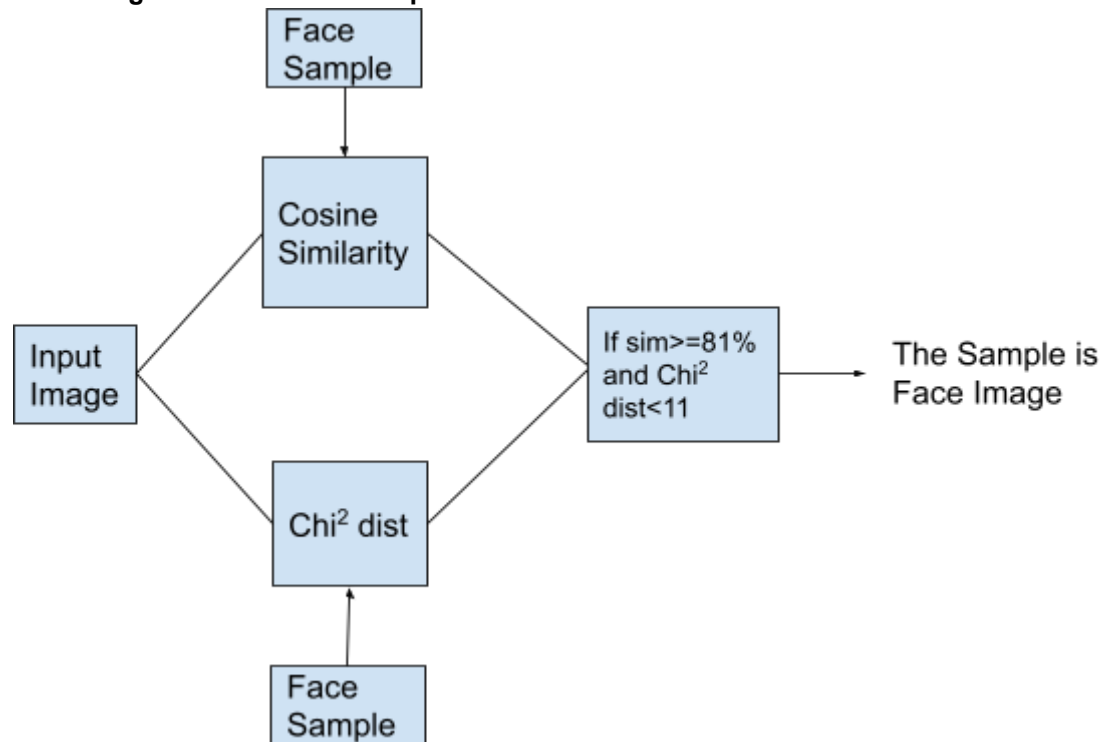 Face
Sample
Cosine
Similarity
Input
Image
If sim>=81%
and Chi²
dist<11
The Sample is
Face Image
Chi² dist
Face
Sample